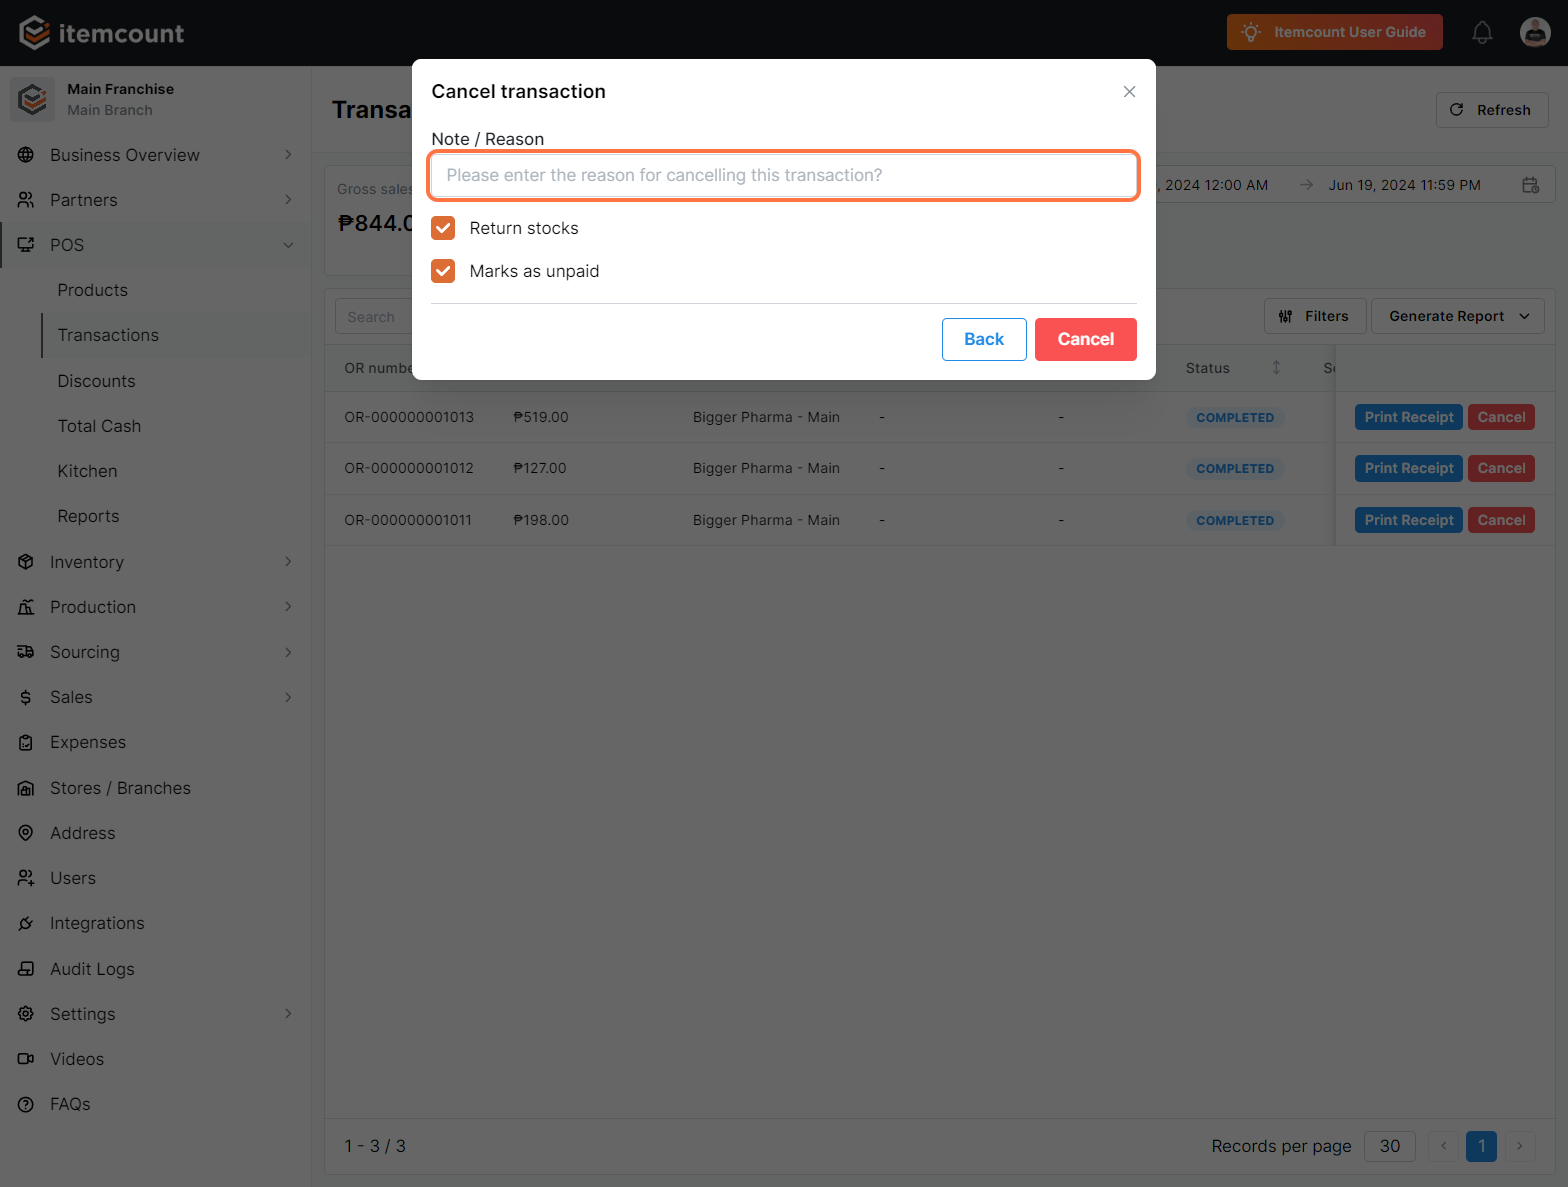 itemcount
Itemcount User Guide
Main Franchise
Main Branch
Business Overview
Partners
POS
Products
Transactions
Discounts
Total Cash
Kitchen
Reports
Inventory
Production
Sourcing
Sales
Expenses
Stores / Branches
Address
Users
Integrations
Audit Logs
Settings
Videos
FAQs
Cancel transaction
Note / Reason
Please enter the reason for cancelling this transaction?
Return stocks
Marks as unpaid
Back Cancel
Transa
Refresh
Gross sales
₱844.0
, 2024 12:00 AM → Jun 19, 2024 11:59 PM
Search
Filters
Generate Report
OR numbe Status Se
OR-000000001013 ₱519.00 Bigger Pharma - Main - - COMPLETED Print Receipt Cancel
OR-000000001012 ₱127.00 Bigger Pharma - Main - - COMPLETED Print Receipt Cancel
OR-000000001011 ₱198.00 Bigger Pharma - Main - - COMPLETED Print Receipt Cancel
1 - 3 / 3
Records per page 30 < 1 >